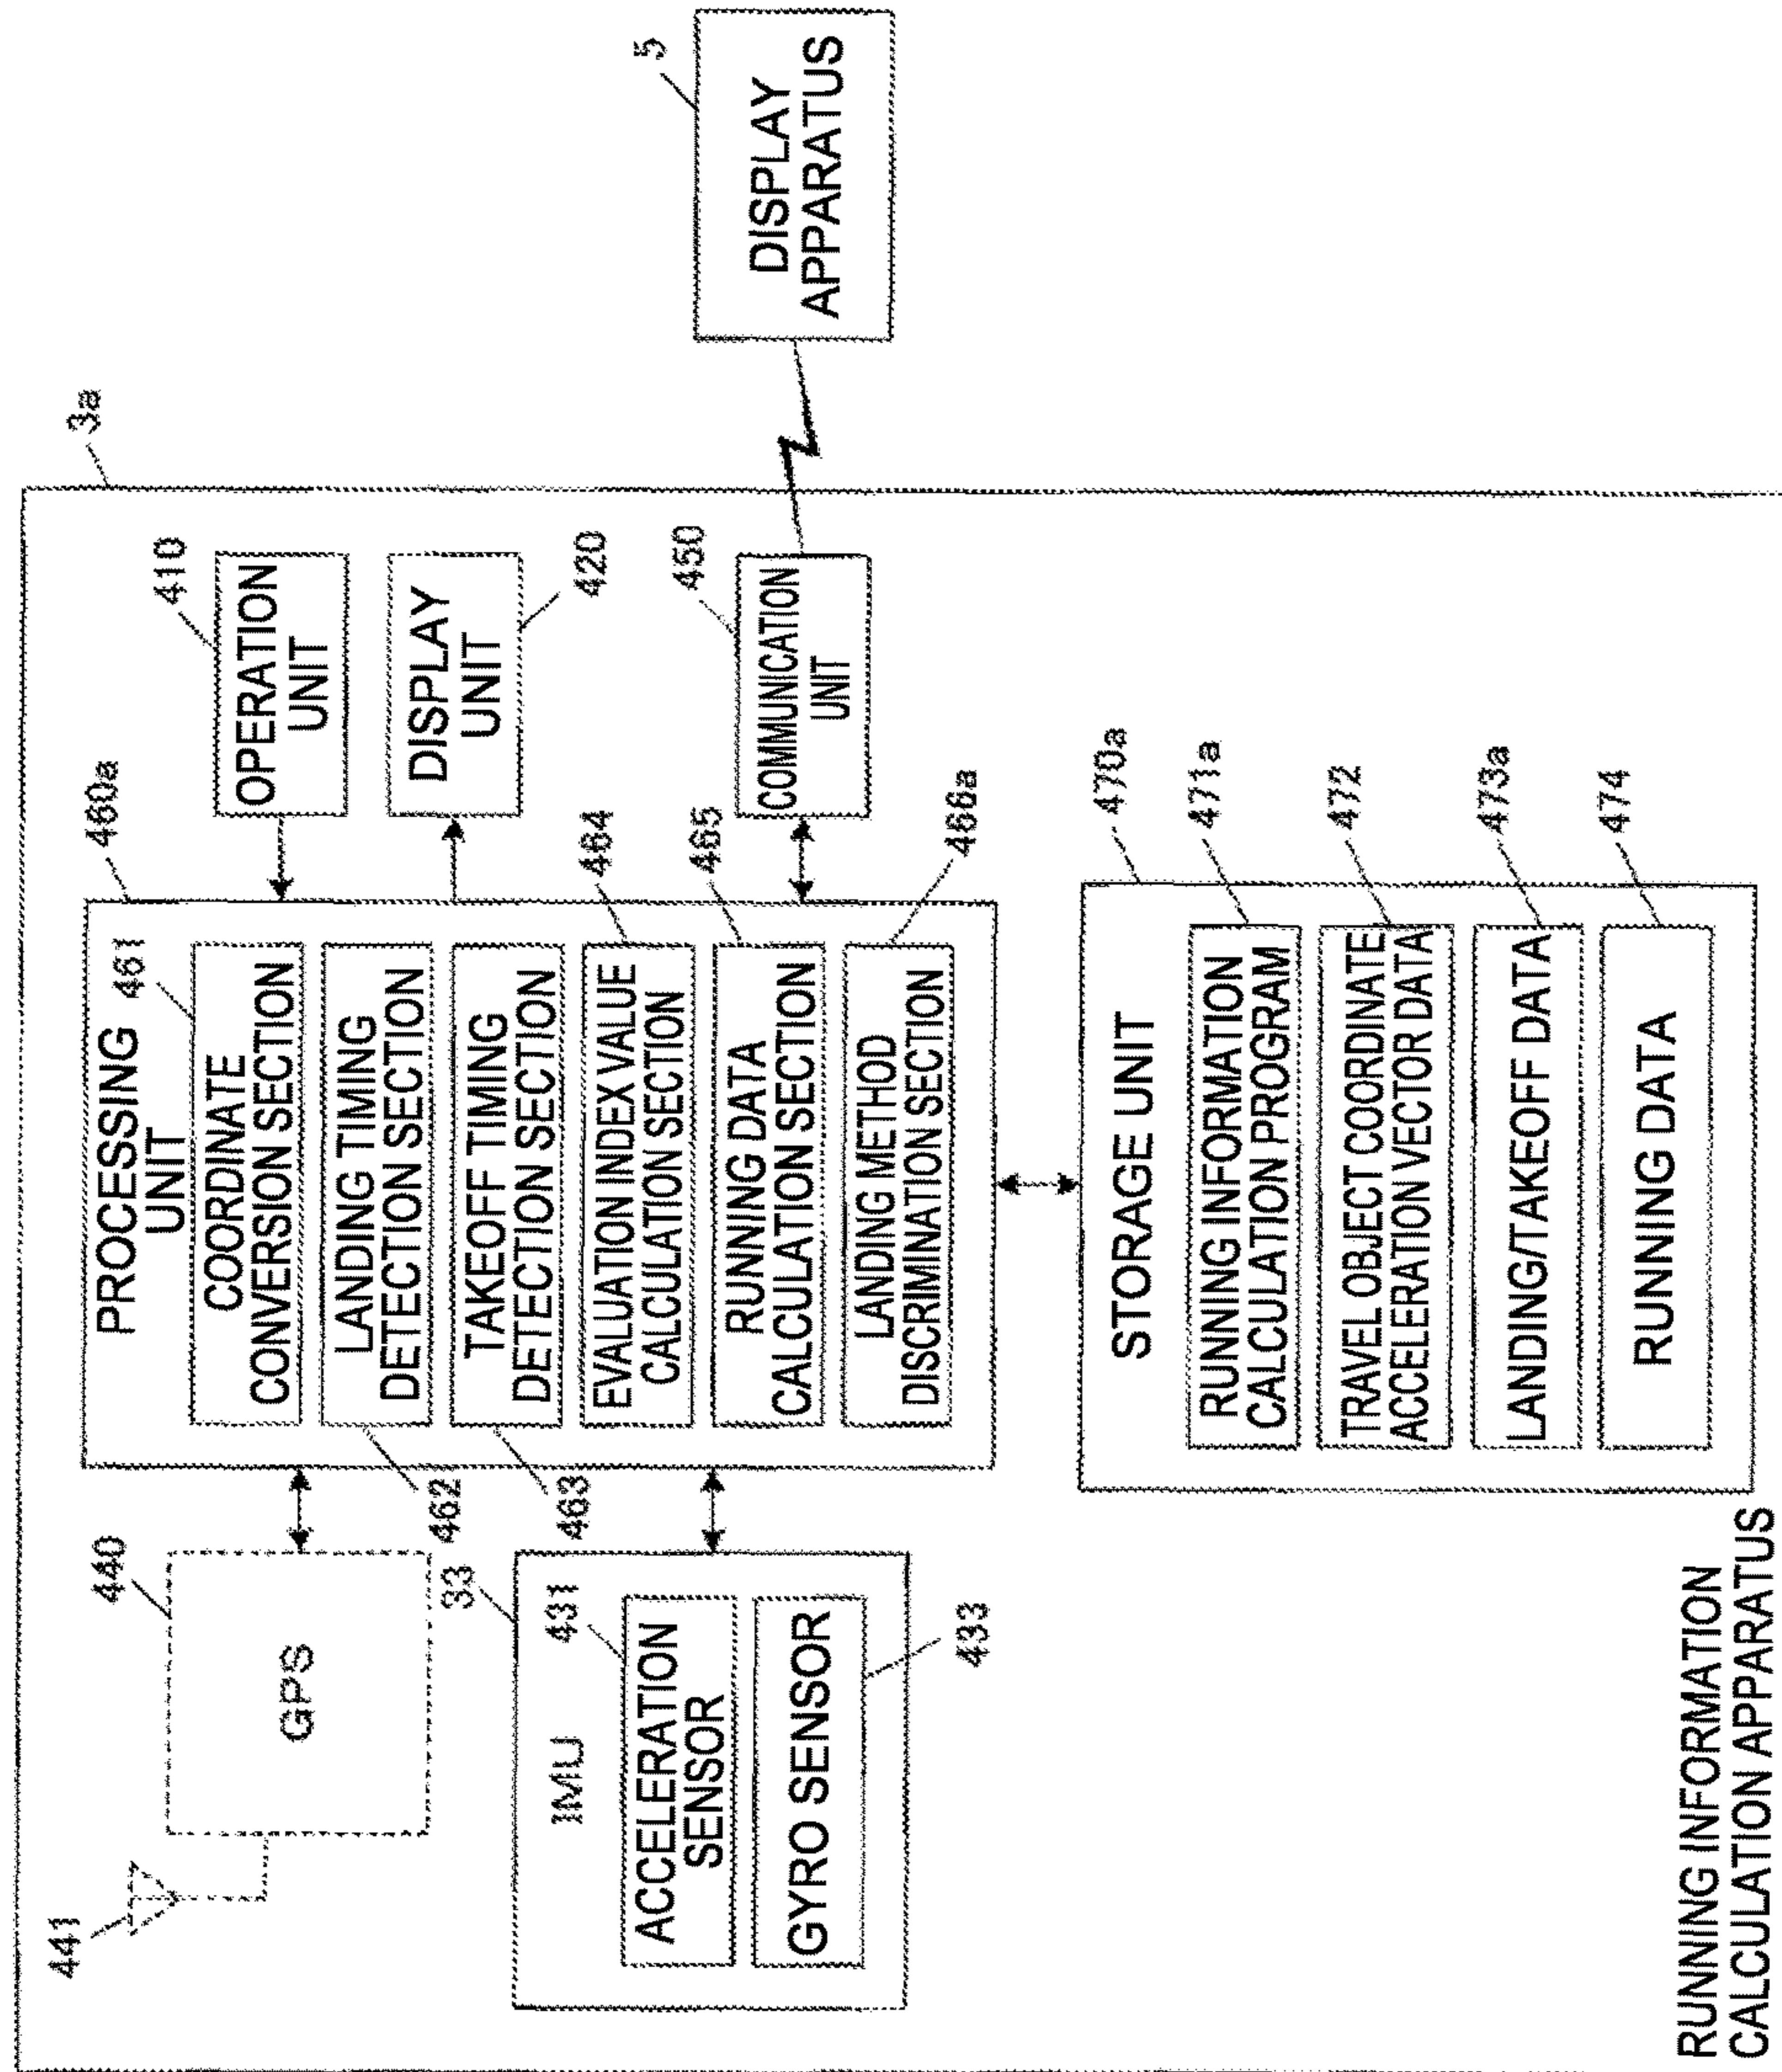 3a
441
440
GPS
33
IMU
431
ACCELERATION
SENSOR
GYRO SENSOR
433
460a
PROCESSING
UNIT
461
COORDINATE
CONVERSION SECTION
462
LANDING TIMING
DETECTION SECTION
463
TAKEOFF TIMING
DETECTION SECTION
464
EVALUATION INDEX VALUE
CALCULATION SECTION
465
RUNNING DATA
CALCULATION SECTION
466a
LANDING METHOD
DISCRIMINATION SECTION
410
OPERATION
UNIT
DISPLAY
UNIT
420
450
COMMUNICATION
UNIT
5
DISPLAY
APPARATUS
470a
STORAGE UNIT
471a
RUNNING INFORMATION
CALCULATION PROGRAM
472
TRAVEL OBJECT COORDINATE
ACCELERATION VECTOR DATA
473a
LANDING/TAKEOFF DATA
474
RUNNING DATA
RUNNING INFORMATION
CALCULATION APPARATUS